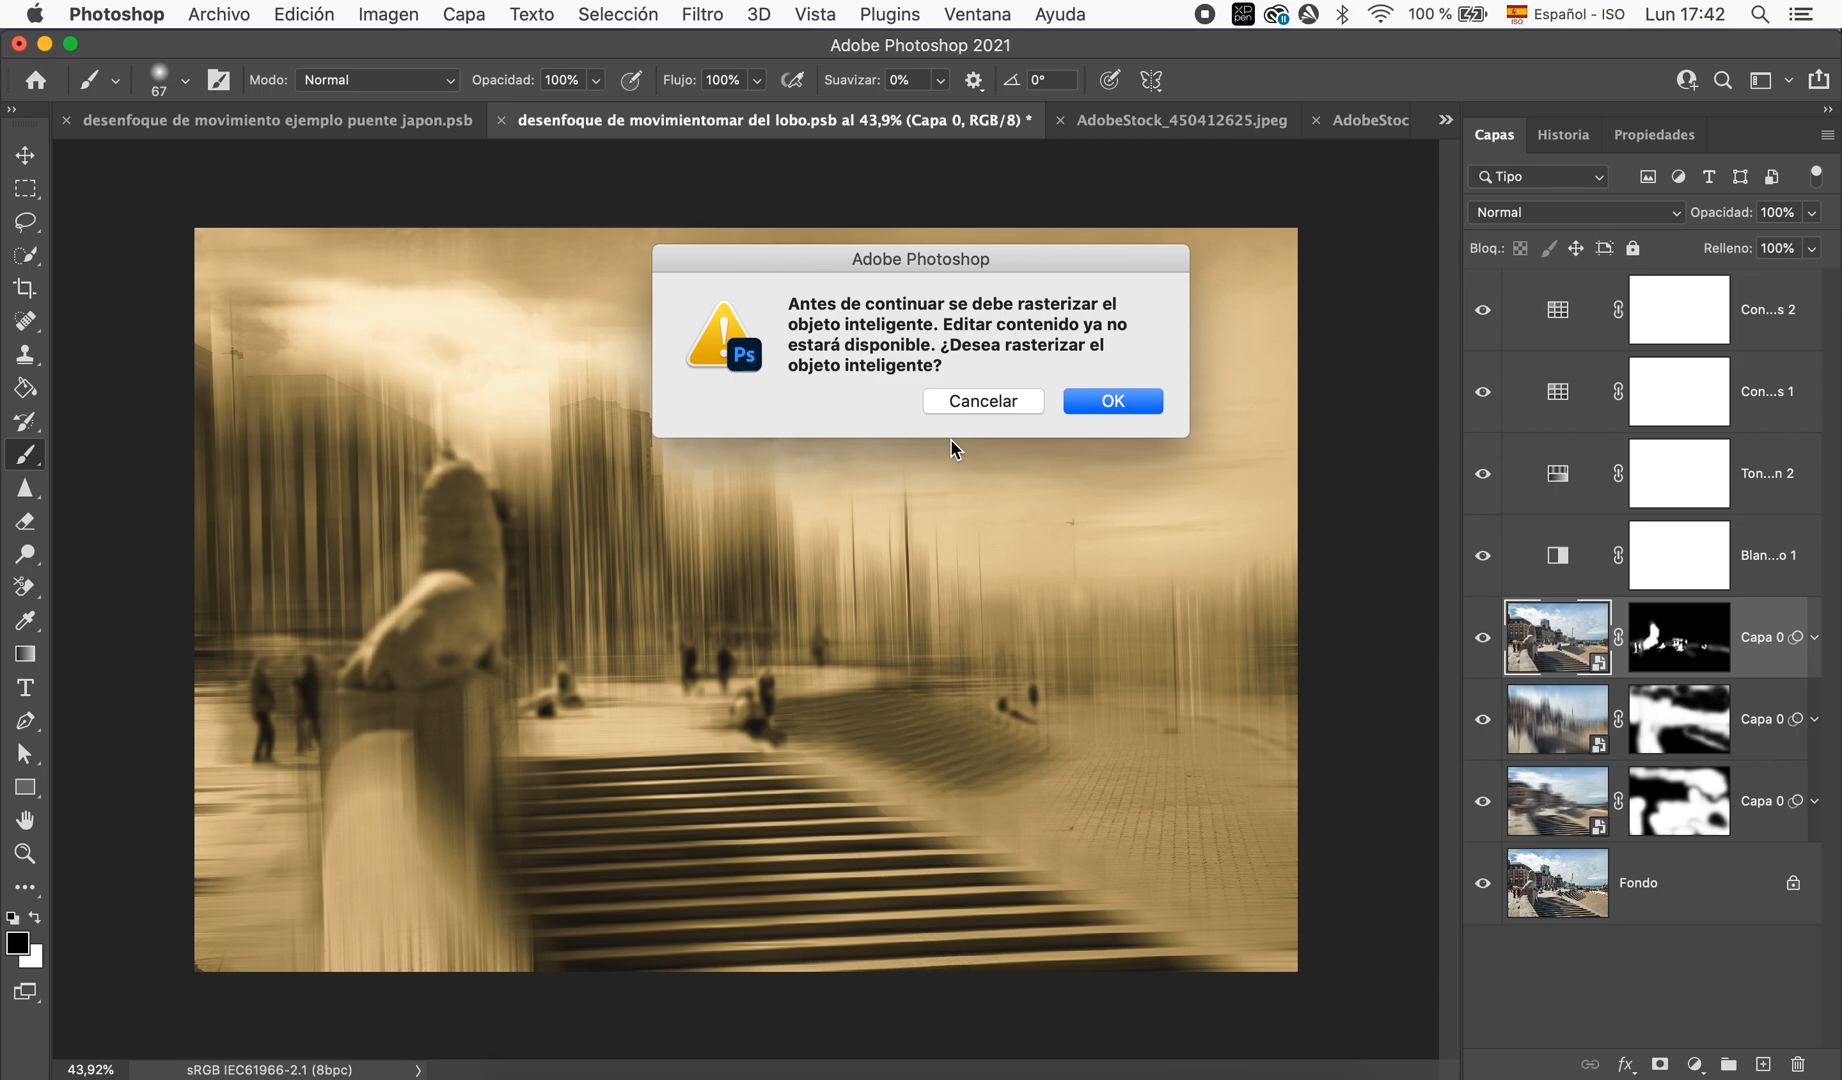 Photoshop Archivo Edición Imagen Capa Texto Selección Filtro 3D Vista Plugins Ventana Ayuda XP pen 100 % ISO Español - ISO Lun 17:42
Adobe Photoshop 2021
67 Modo: Normal Opacidad: 100% Flujo: 100% Suavizar: 0% 0°
desenfoque de movimiento ejemplo puente japon.psb desenfoque de movimientomar del lobo.psb al 43,9% (Capa 0, RGB/8) * AdobeStock_450412625.jpeg AdobeStoc
Capas Historia Propiedades
Tipo
Normal Opacidad: 100%
Bloq.: Relleno: 100%
Adobe Photoshop
Antes de continuar se debe rasterizar el
objeto inteligente. Editar contenido ya no
estará disponible. ¿Desea rasterizar el
objeto inteligente?
Ps
Cancelar OK
Con...s 2
Con...s 1
Ton...n 2
Blan...o 1
Capa 0
Capa 0
Capa 0
Fondo
43,92% sRGB IEC61966-2.1 (8bpc)